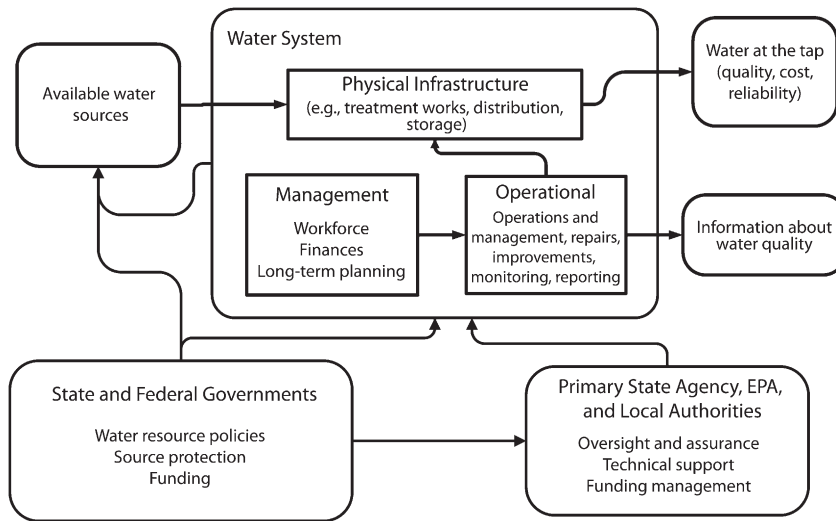 Water System
Available water
sources
Physical Infrastructure
(e.g., treatment works, distribution,
storage)
Water at the tap
(quality, cost,
reliability)
Management
Workforce
Finances
Long-term planning
Operational
Operations and
management, repairs,
improvements,
monitoring, reporting
Information about
water quality
State and Federal Governments
Water resource policies
Source protection
Funding
Primary State Agency, EPA,
and Local Authorities
Oversight and assurance
Technical support
Funding management